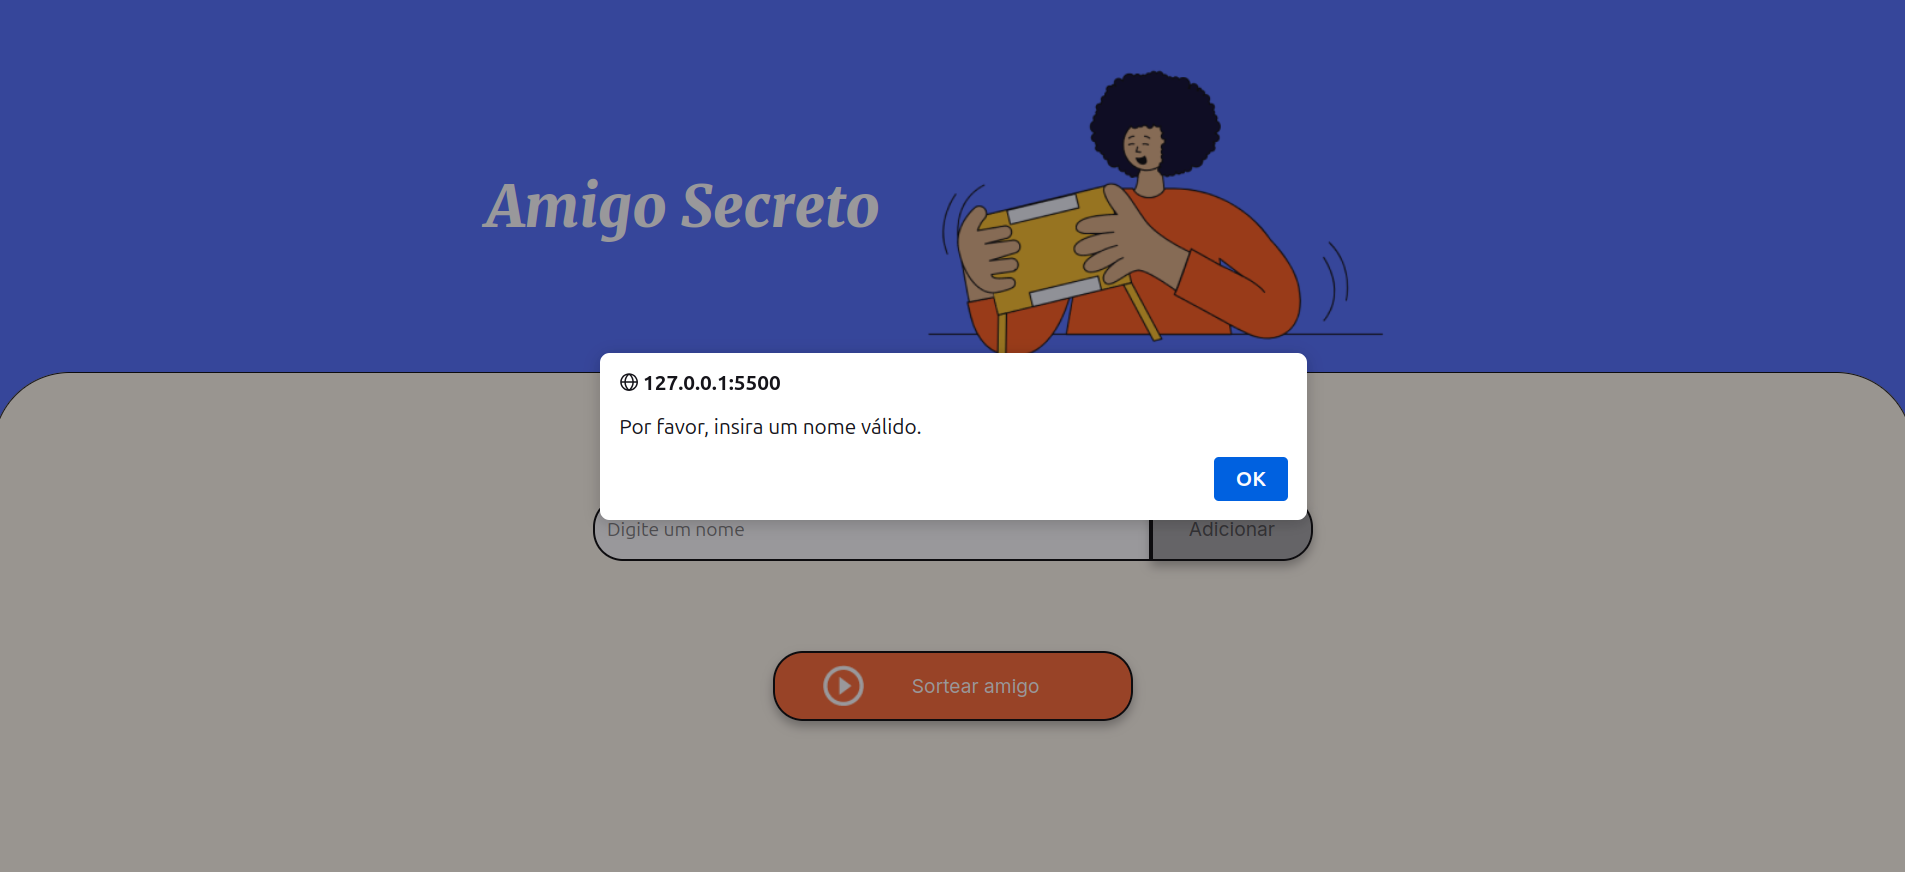 Amigo Secreto
127.0.0.1:5500
Por favor, insira um nome válido.
OK
Digite um nome
Adicionar
Sortear amigo